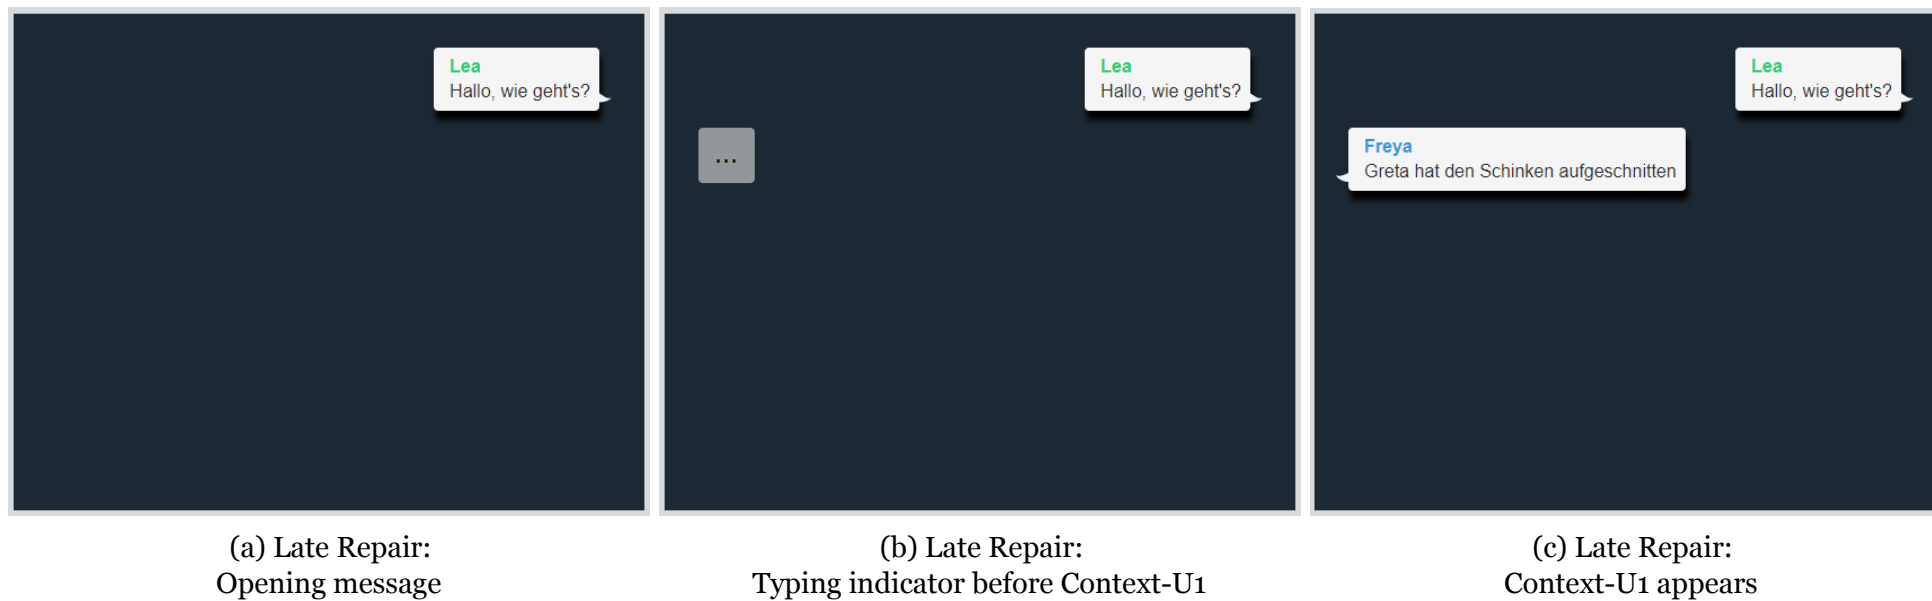 Lea
Hallo, wie geht's?
(a) Late Repair:
Opening message
Lea
Hallo, wie geht's?
...
(b) Late Repair:
Typing indicator before Context-U1
Lea
Hallo, wie geht's?
Freya
Greta hat den Schinken aufgeschnitten
(c) Late Repair:
Context-U1 appears